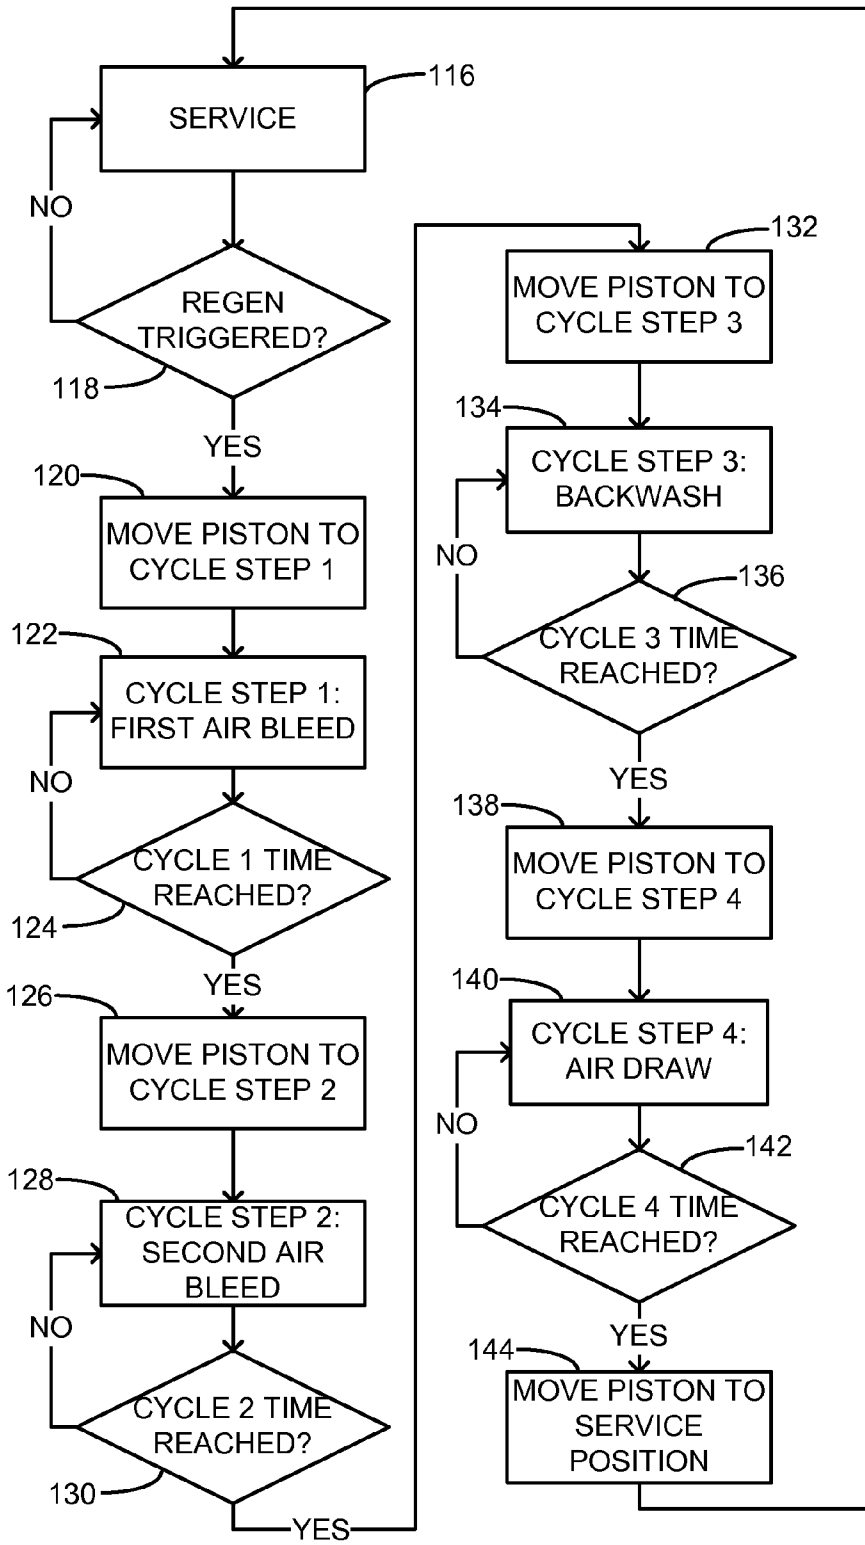 116
SERVICE
NO
REGEN
TRIGGERED?
118
YES
120
MOVE PISTON TO
CYCLE STEP 1
122
CYCLE STEP 1:
FIRST AIR BLEED
NO
CYCLE 1 TIME
REACHED?
124
YES
126
MOVE PISTON TO
CYCLE STEP 2
128
CYCLE STEP 2:
SECOND AIR
BLEED
NO
CYCLE 2 TIME
REACHED?
130
YES
132
MOVE PISTON TO
CYCLE STEP 3
134
CYCLE STEP 3:
BACKWASH
NO
136
CYCLE 3 TIME
REACHED?
YES
138
MOVE PISTON TO
CYCLE STEP 4
140
CYCLE STEP 4:
AIR DRAW
NO
142
CYCLE 4 TIME
REACHED?
YES
144
MOVE PISTON TO
SERVICE
POSITION